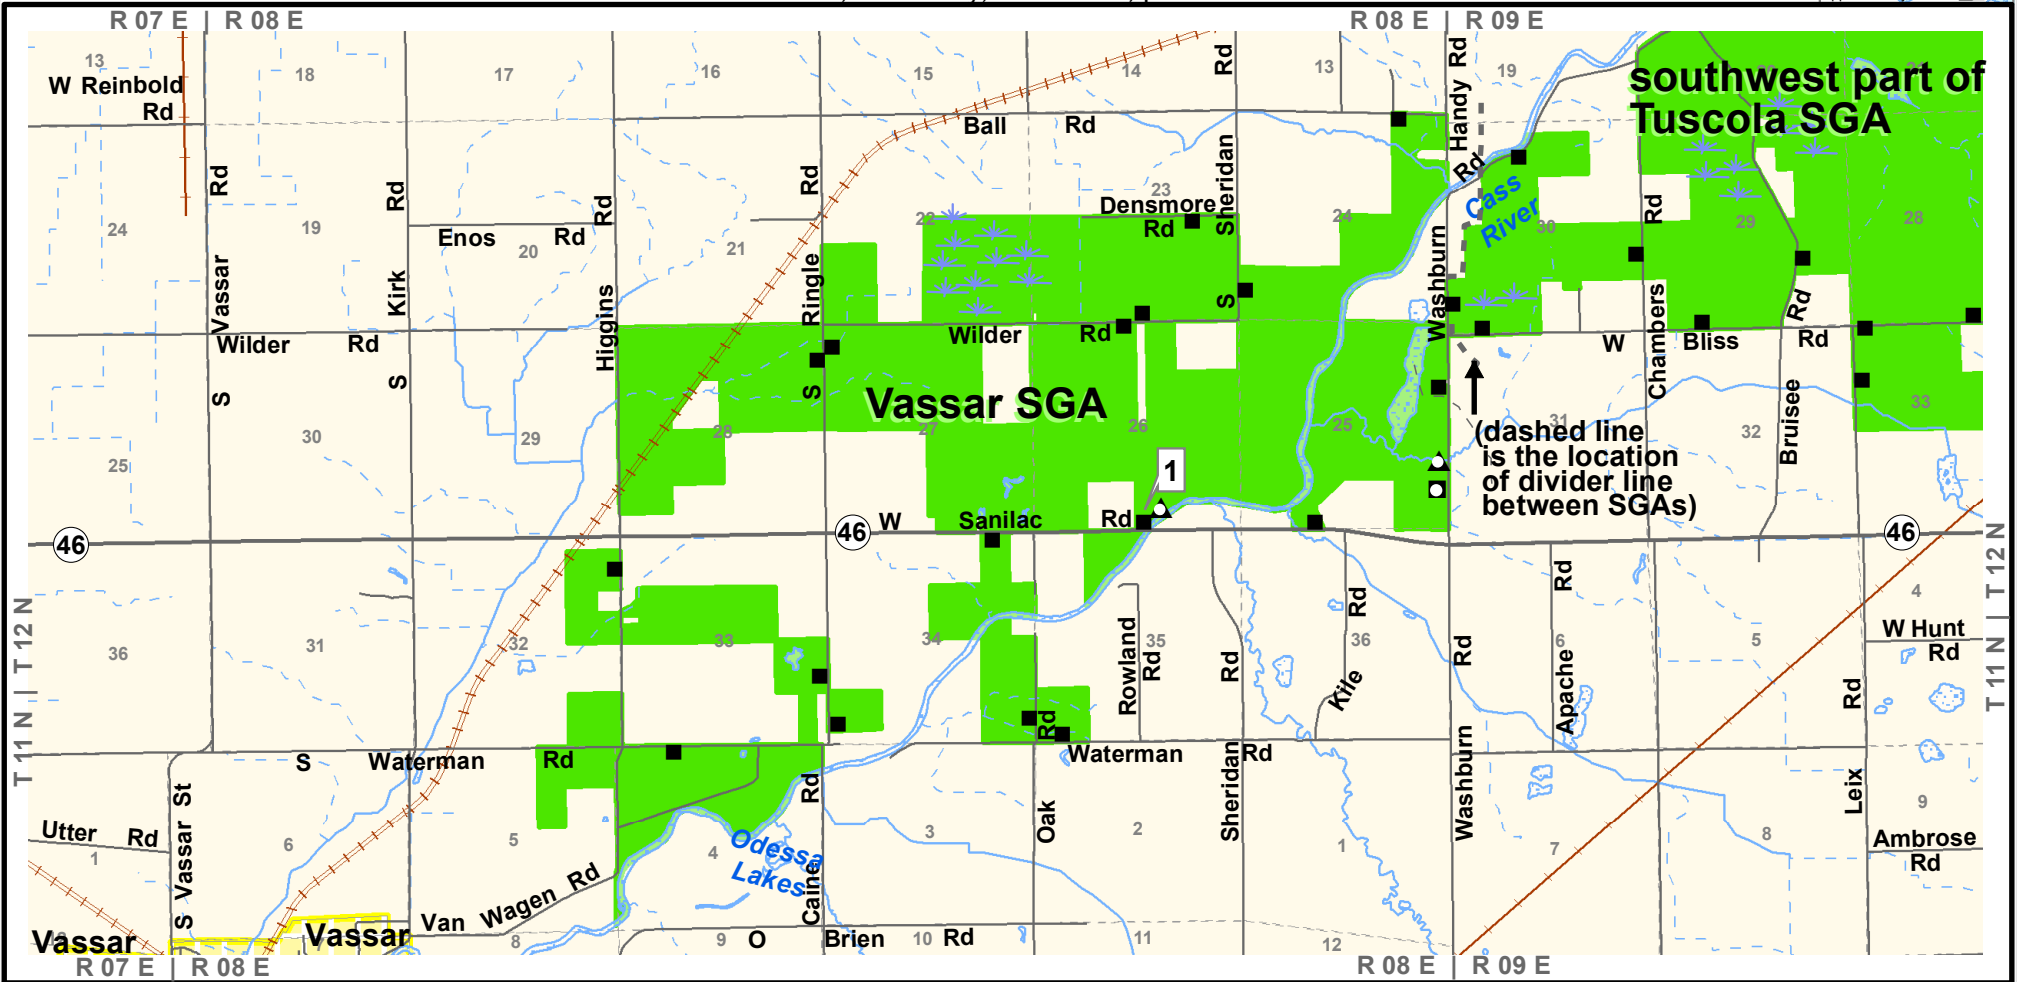 R 07 E | R 08 E
R 08 E | R 09 E
13
18
17
16
15
14
13
19
W Reinbold
Rd
Ball Rd
Rd
Handy Rd
southwest part of
Tuscola SGA
24
19
20
21
22
23
24
30
29
28
S Vassar Rd
S Kirk Rd
Enos Rd
Higgins Rd
S Ringle Rd
Densmore
Rd
S Sheridan
Rd
Cass
River
Washburn
Chambers Rd
Bruisee Rd
Wilder Rd
Wilder Rd
W Bliss Rd
Vassar SGA
25
30
29
28
27
26
25
31
32
33
1
(dashed line
is the location
of divider line
between SGAs)
46
46
W Sanilac Rd
46
T 11 N | T 12 N
T 11 N | T 12 N
36
31
32
33
34
35
36
6
5
4
Rowland
Rd
Rd
Kile Rd
Rd
Apache Rd
W Hunt
Rd
Rd
S Waterman Rd
Rd
Waterman Rd
S Vassar St
Utter Rd
1
6
5
4
3
2
1
7
8
9
Odessa
Lakes
Caine Rd
Oak
Sheridan
Washburn
Leix
Ambrose
Rd
Van Wagen Rd
Vassar
Vassar
8
9
O Brien Rd
10
11
12
R 07 E | R 08 E
R 08 E | R 09 E